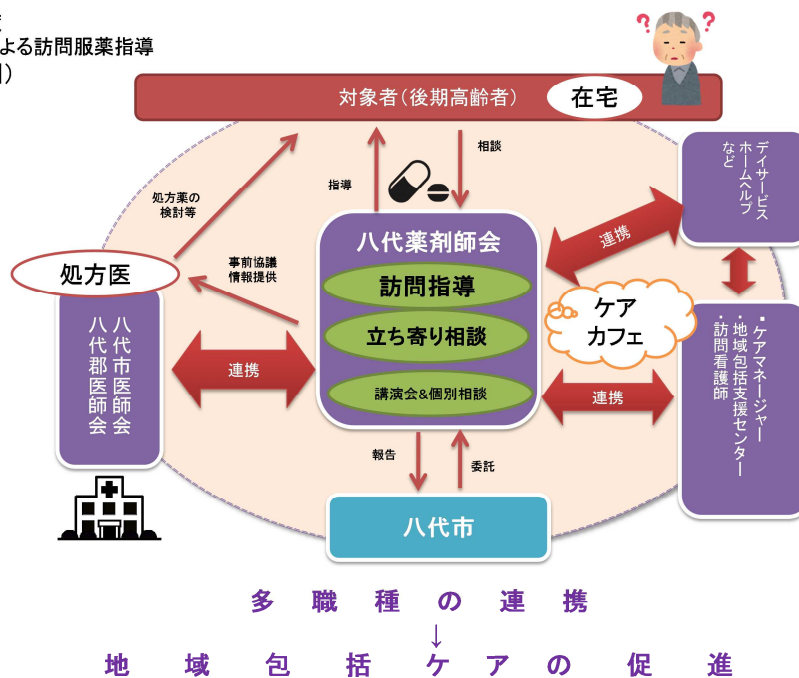 よる訪問服薬指導
対象者(後期高齢者)
在宅
相談
指導
処方薬の
検討等
デイサービス
ホームヘルプ
など
八代薬剤師会
連携
処方医
事前協議
情報提供
訪問指導
ケア
カフェ
立ち寄り相談
八代市医師会
八代郡医師会
連携
講演会&個別相談
連携
▪ケアマネージャー
・地域包括支援センター
・訪問看護師
報告
委託
八代市
多職種の連携
↓
地域包括ケアの促進